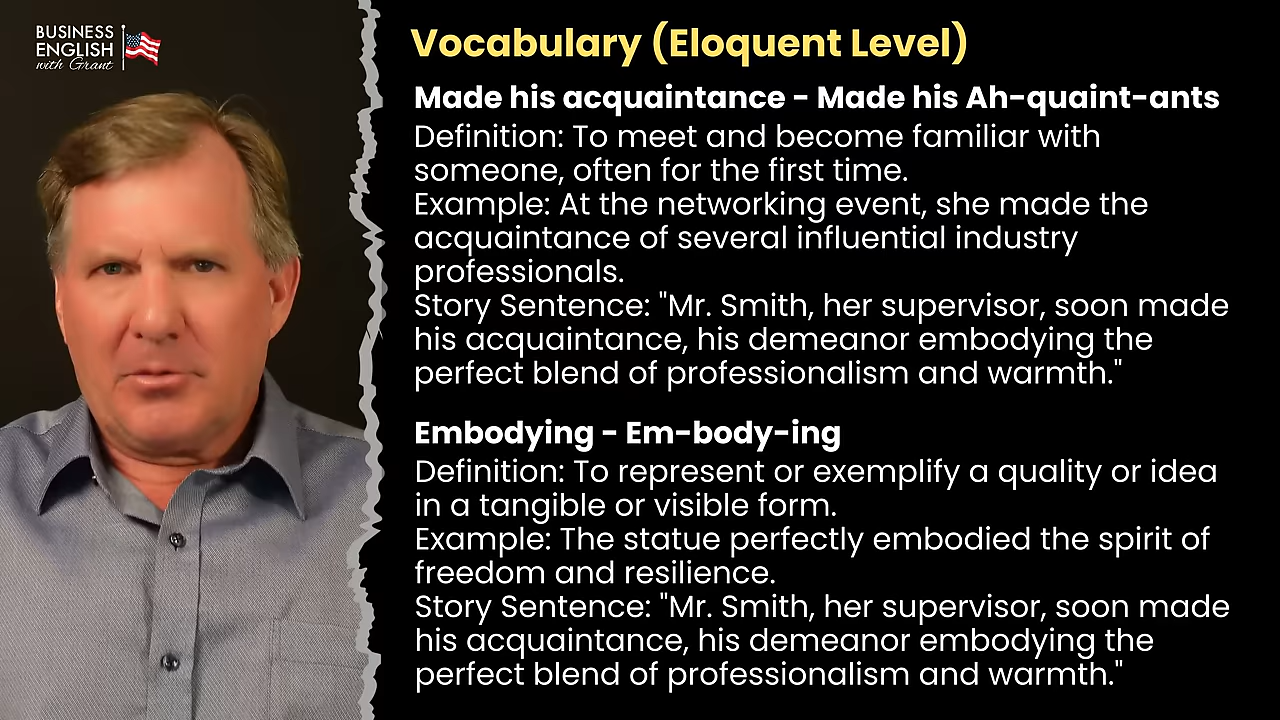 BUSINESS
ENGLISH
with Grant
Vocabulary (Eloquent Level)
Made his acquaintance - Made his Ah-quaint-ants
Definition: To meet and become familiar with
someone, often for the first time.
Example: At the networking event, she made the
acquaintance of several influential industry
professionals.
Story Sentence: "Mr. Smith, her supervisor, soon made
his acquaintance, his demeanor embodying the
perfect blend of professionalism and warmth."
Embodying - Em-body-ing
Definition: To represent or exemplify a quality or idea
in a tangible or visible form.
Example: The statue perfectly embodied the spirit of
freedom and resilience.
Story Sentence: "Mr. Smith, her supervisor, soon made
his acquaintance, his demeanor embodying the
perfect blend of professionalism and warmth."